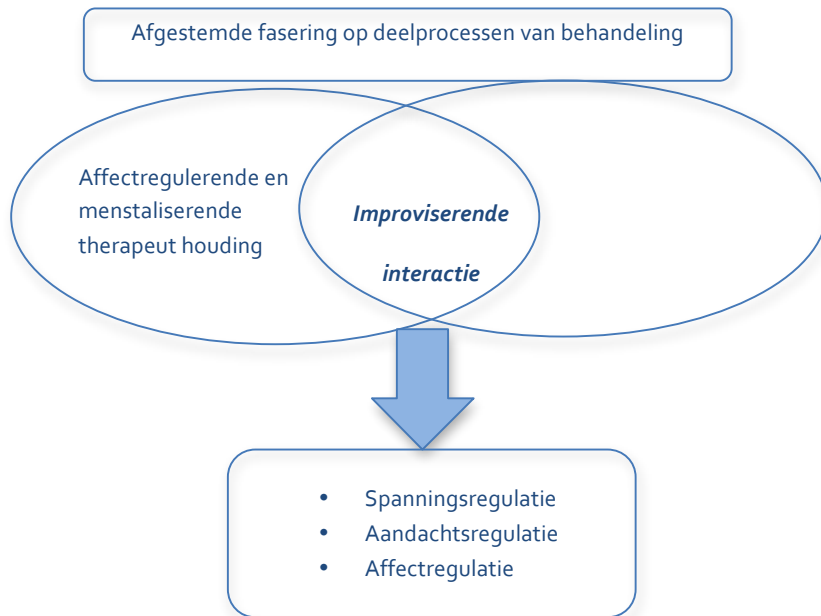 Afgestemde fasering op deelprocessen van behandeling
Affectregulerende en
menstaliserende
therapeut houding
Improviserende
interactie
• Spanningsregulatie
• Aandachtsregulatie
• Affectregulatie